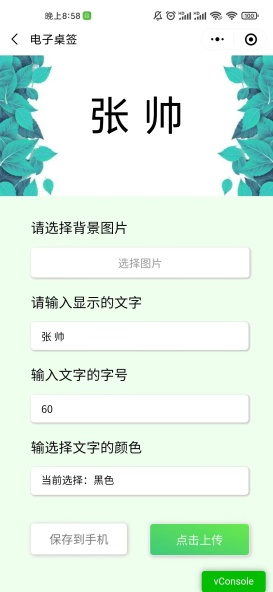 晚上8:58
电子桌签
张 帅
请选择背景图片
选择图片
请输入显示的文字
张 帅
输入文字的字号
60
输选择文字的颜色
当前选择：黑色
保存到手机
点击上传
vConsole